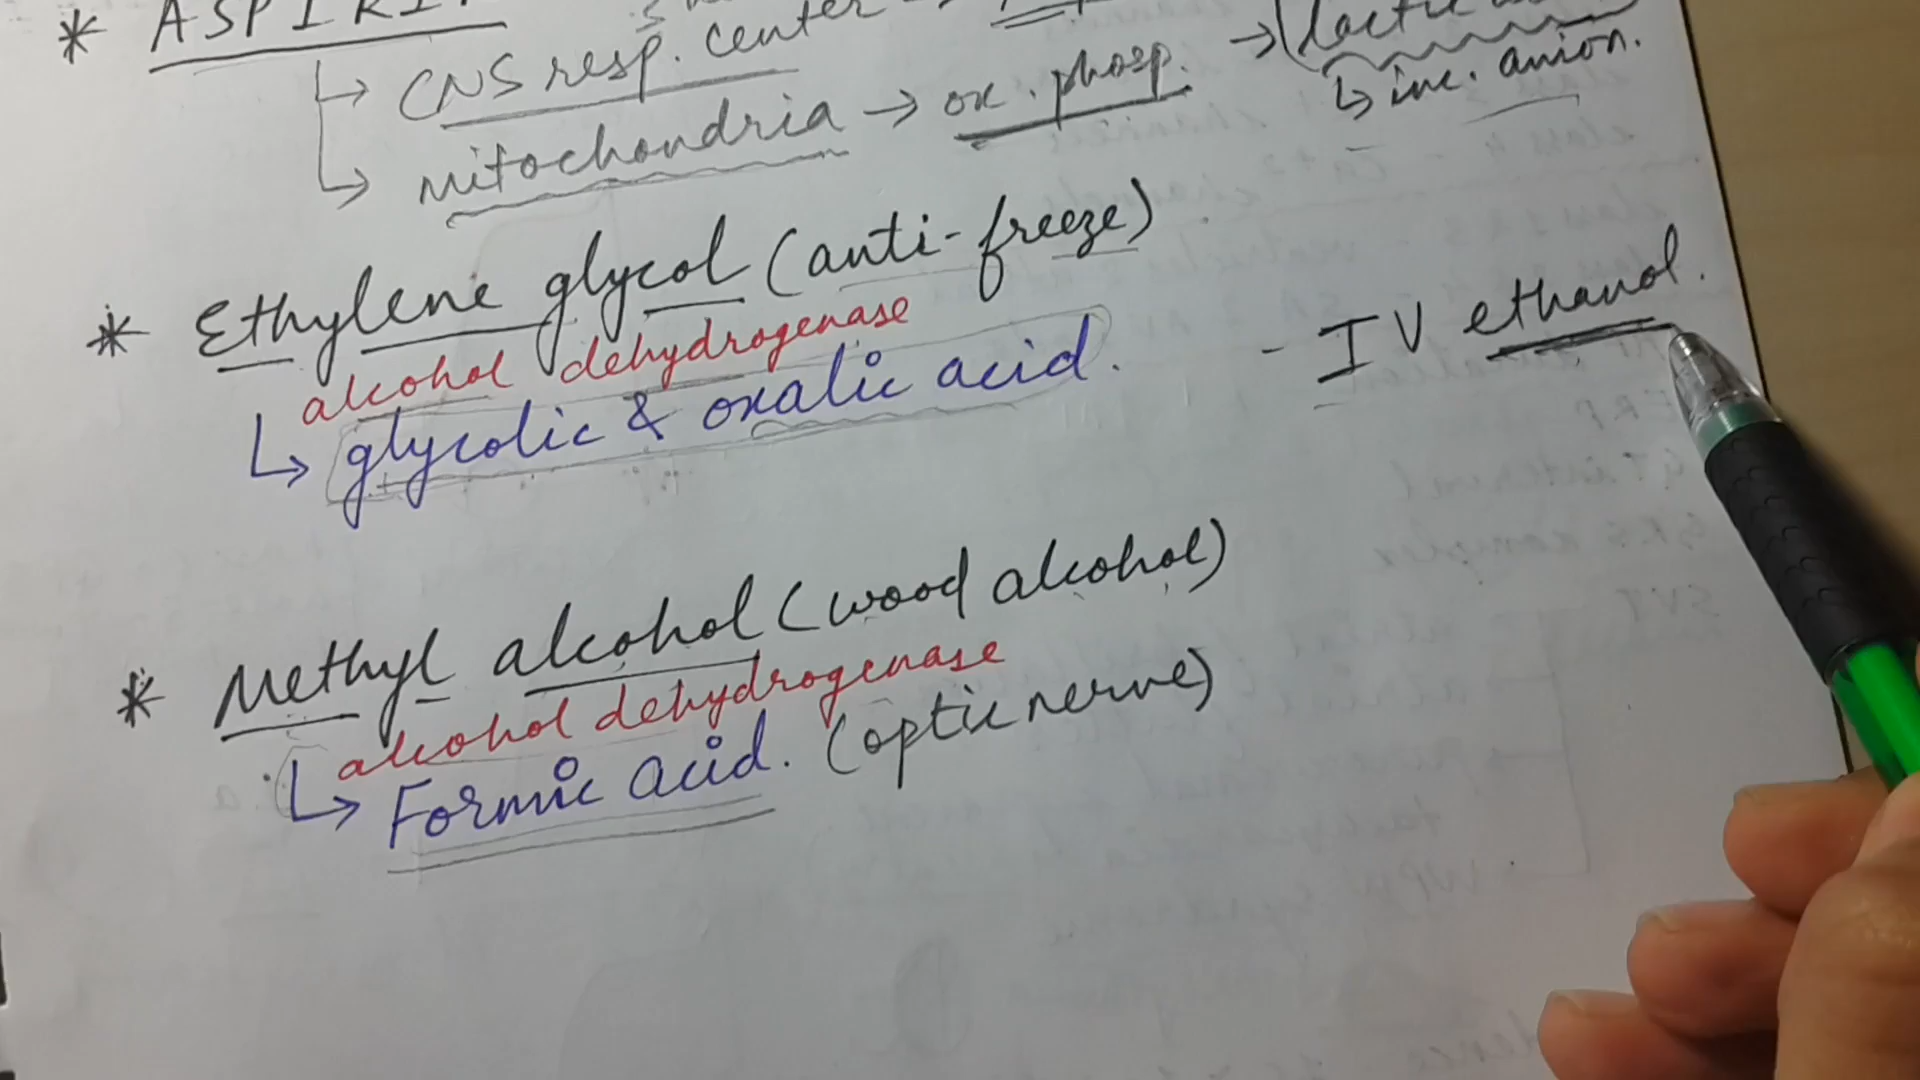 * ASPIRI
↳ CNS resp. center
↳ mitochondria → ox. phosp. → lactic
↳ inc. anion.
* Ethylene glycol (anti-freeze)
alcohol dehydrogenase
↳ glycolic & oxalic acid.
- IV ethanol.
* Methyl alcohol (wood alcohol)
alcohol dehydrogenase
↳ Formic acid. (optic nerve)